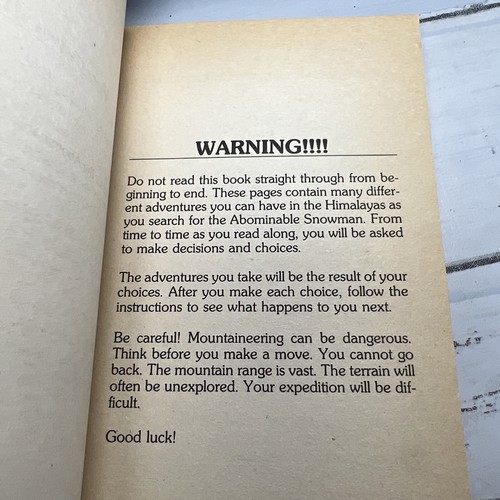 WARNING!!!!
Do not read this book straight through from be-
ginning to end. These pages contain many differ-
ent adventures you can have in the Himalayas as
you search for the Abominable Snowman. From
time to time as you read along, you will be asked
to make decisions and choices.
The adventures you take will be the result of your
choices. After you make each choice, follow the
instructions to see what happens to you next.
Be careful! Mountaineering can be dangerous.
Think before you make a move. You cannot go
back. The mountain range is vast. The terrain will
often be unexplored. Your expedition will be dif-
ficult.
Good luck!